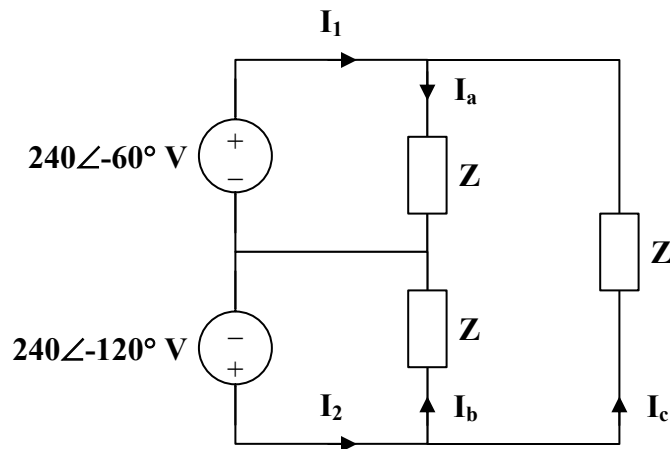 I₁
Iₐ
+
240∠-60° V
−
Z
Z
−
Z
240∠-120° V
+
I₂
I_b
I_c